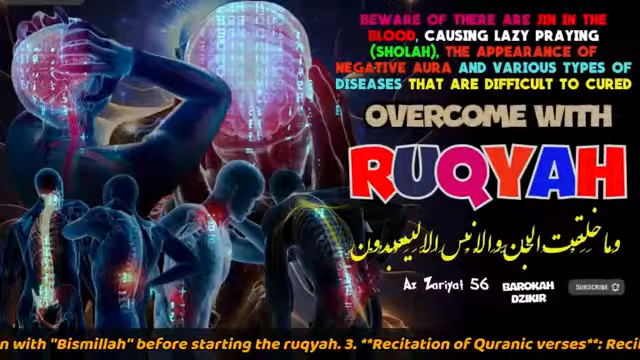 BEWARE OF THERE ARE JIN IN THE
BLOOD, CAUSING LAZY PRAYING
(SHOLAH), THE APPEARANCE OF
NEGATIVE AURA AND VARIOUS TYPES OF
DISEASES THAT ARE DIFFICULT TO CURED
OVERCOME WITH
RUQYAH
وما خلقت الجن والانس الا ليعبدون
Az Zariyat 56
BAROKAH
DZIKIR
SUBSCRIBE
n with "Bismillah" before starting the ruqyah. 3. **Recitation of Quranic verses**: Reci